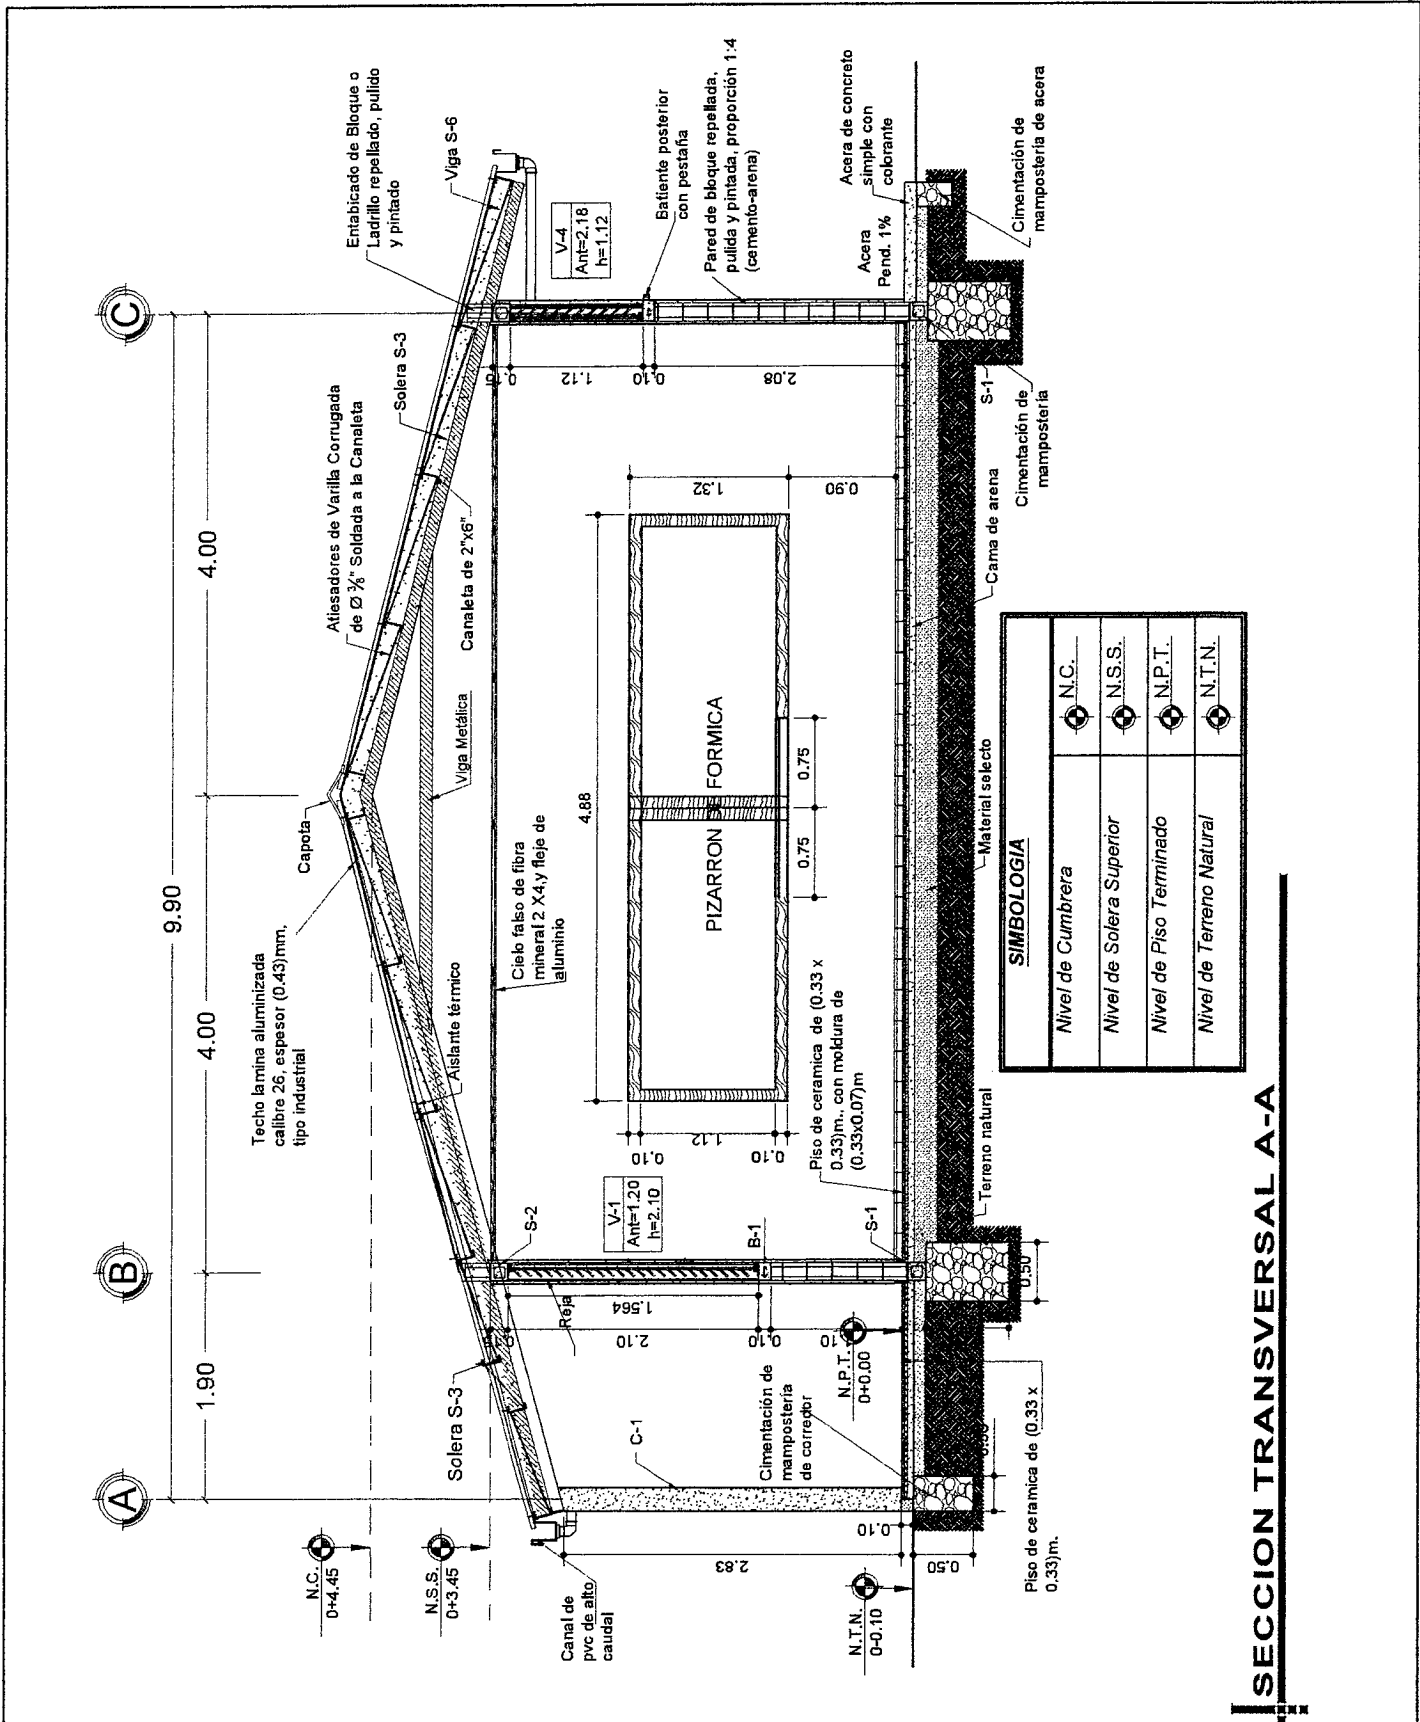 A
B
C
9.90
1.90
4.00
4.00
N.C.
0+4.45
N.S.S.
0+3.45
Techo lamina aluminizada
calibre 26, espesor (0.43)mm,
tipo industrial
Capota
Atiesadores de Varilla Corrugada
de Ø ⅜" Soldada a la Canaleta
Entabicado de Bloque o
Ladrillo repellado, pulido
y pintado
Solera S-3
Aislante térmico
Viga Metálica
Canaleta de 2"x6"
Solera S-3
Viga S-6
Canal de
pvc de alto
caudal
S-2
Cielo falso de fibra
mineral 2 X4,y fleje de
aluminio
V-4
Ant=2.18
h=1.12
0.15
1.12
0.10
2.08
Batiente posterior
con pestaña
Pared de bloque repellada,
pulida y pintada, proporción 1:4
(cemento-arena)
Reja
1.564
2.10
0.10
V-1
Ant=1.20
h=2.10
B-1
C-1
4.88
1.32
0.90
0.10
1.12
0.10
PIZARRON DE FORMICA
0.75
0.75
2.83
0.10
0.50
Cimentación de
mampostería
de corredor
N.P.T.
0+0.00
N.T.N.
0-0.10
S-1
Piso de ceramica de (0.33 x
0.33)m., con moldura de
(0.33x0.07)m
Acera
Pend. 1%
Acera de concreto
simple con
colorante
0.50
Piso de ceramica de (0.33 x
0.33)m.
Terreno natural
Material selecto
Cama de arena
S-1
Cimentación de
mampostería
Cimentación de
mampostería de acera
SIMBOLOGIA
Nivel de Cumbrera N.C.
Nivel de Solera Superior N.S.S.
Nivel de Piso Terminado N.P.T.
Nivel de Terreno Natural N.T.N.
SECCION TRANSVERSAL A-A